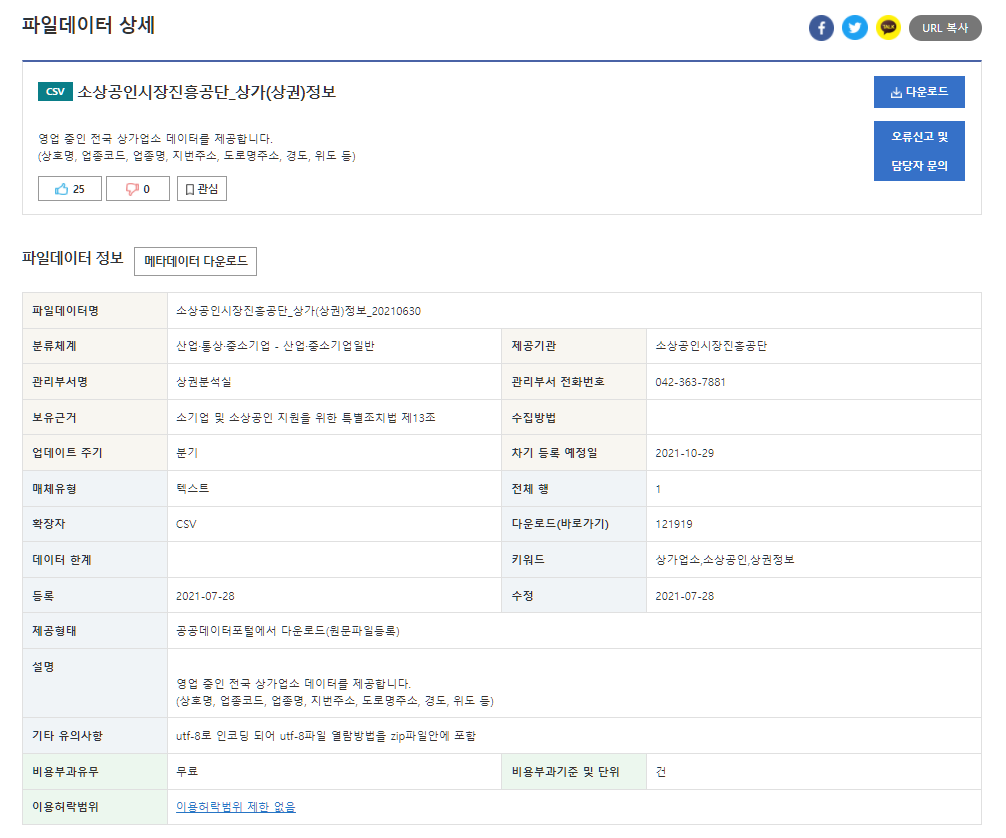 파일데이터 상세
f TALK URL 복사
CSV 소상공인시장진흥공단_상가(상권)정보
다운로드
영업 중인 전국 상가업소 데이터를 제공합니다.
(상호명, 업종코드, 업종명, 지번주소, 도로명주소, 경도, 위도 등)
오류신고 및
담당자 문의
25 0 관심
파일데이터 정보 메타데이터 다운로드
파일데이터명 소상공인시장진흥공단_상가(상권)정보_20210630
분류체계 산업·통상·중소기업 - 산업·중소기업일반 제공기관 소상공인시장진흥공단
관리부서명 상권분석실 관리부서 전화번호 042-363-7881
보유근거 소기업 및 소상공인 지원을 위한 특별조치법 제13조 수집방법
업데이트 주기 분기 차기 등록 예정일 2021-10-29
매체유형 텍스트 전체 행 1
확장자 CSV 다운로드(바로가기) 121919
데이터 한계 키워드 상가업소,소상공인,상권정보
등록 2021-07-28 수정 2021-07-28
제공형태 공공데이터포털에서 다운로드(원문파일등록)
설명
영업 중인 전국 상가업소 데이터를 제공합니다.
(상호명, 업종코드, 업종명, 지번주소, 도로명주소, 경도, 위도 등)
기타 유의사항 utf-8로 인코딩 되어 utf-8파일 열람방법을 zip파일안에 포함
비용부과유무 무료 비용부과기준 및 단위 건
이용허락범위 이용허락범위 제한 없음